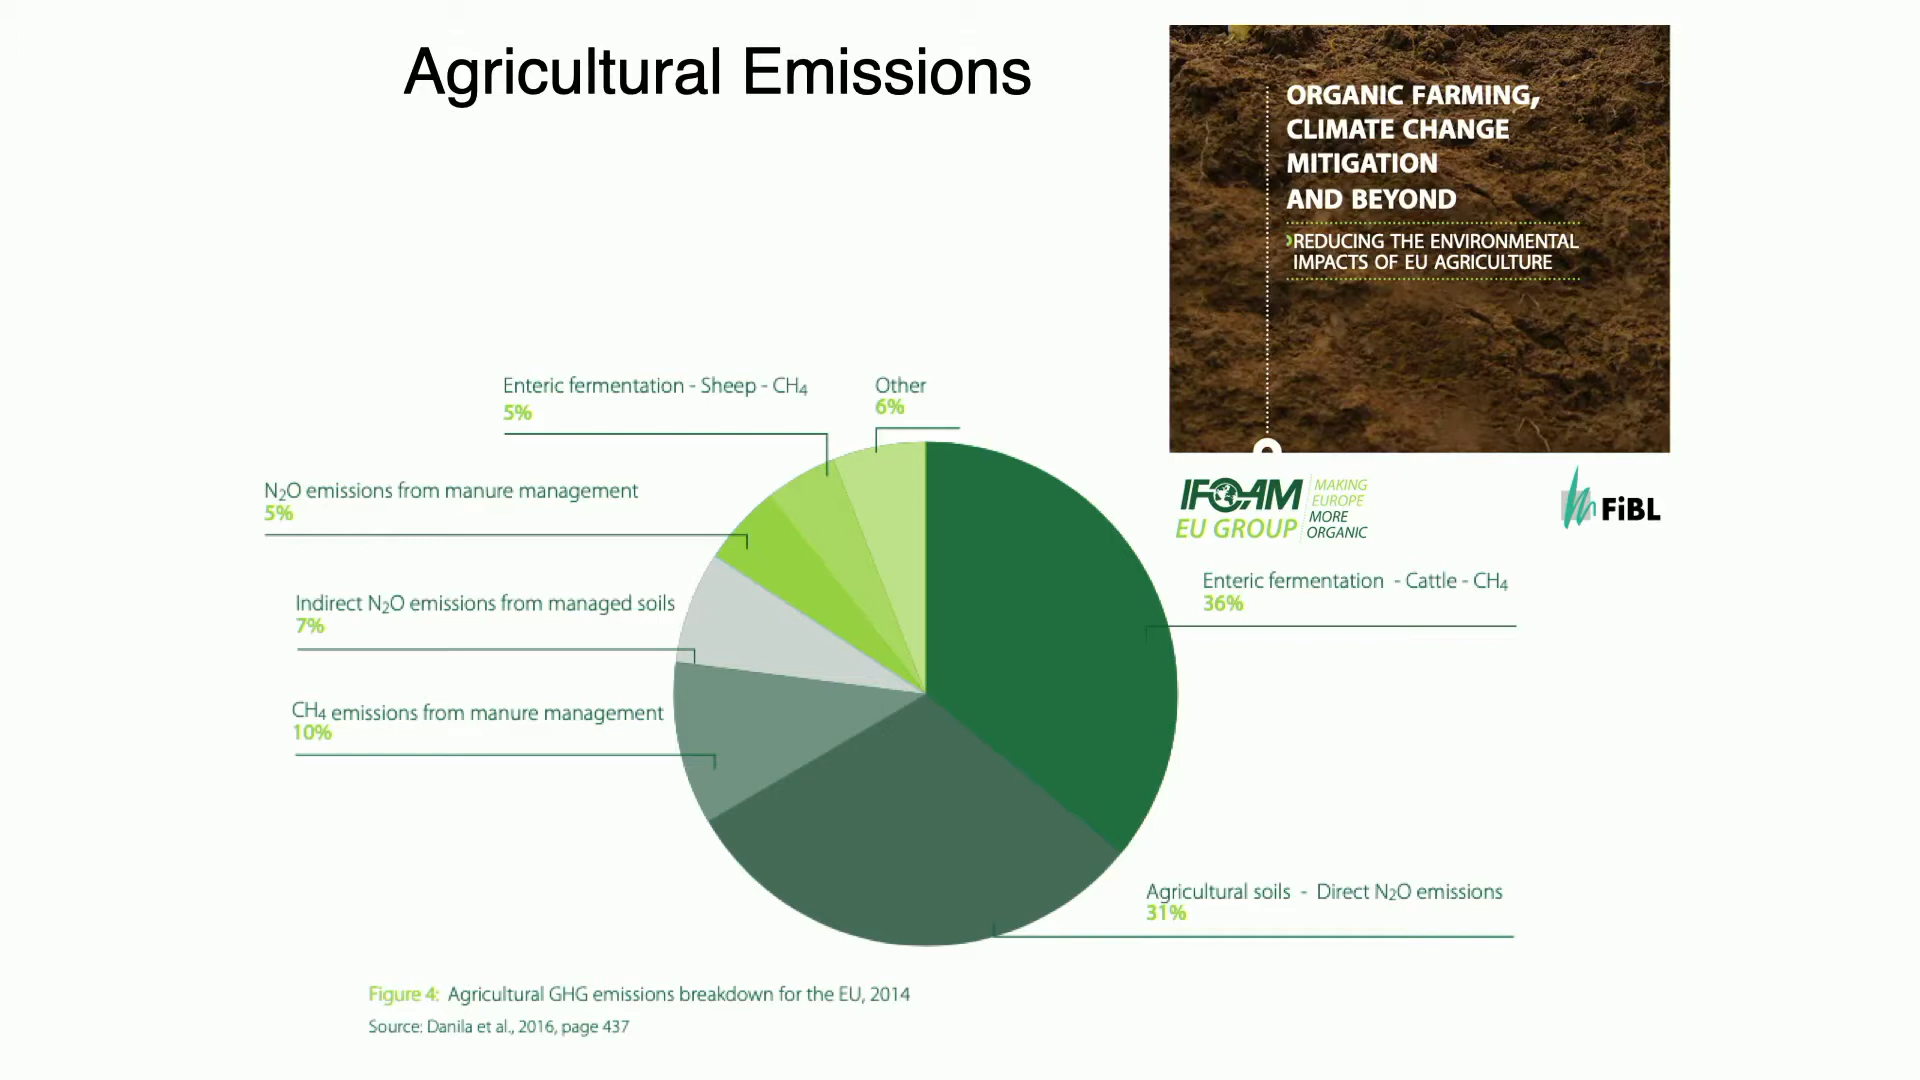 Agricultural Emissions
ORGANIC FARMING,
CLIMATE CHANGE
MITIGATION
AND BEYOND
REDUCING THE ENVIRONMENTAL
IMPACTS OF EU AGRICULTURE
IFOAM
EU GROUP
MAKING
EUROPE
MORE
ORGANIC
FiBL
Enteric fermentation - Sheep - CH₄
5%
Other
6%
N₂O emissions from manure management
5%
Indirect N₂O emissions from managed soils
7%
CH₄ emissions from manure management
10%
Enteric fermentation - Cattle - CH₄
36%
Agricultural soils - Direct N₂O emissions
31%
Figure 4: Agricultural GHG emissions breakdown for the EU, 2014
Source: Danila et al., 2016, page 437